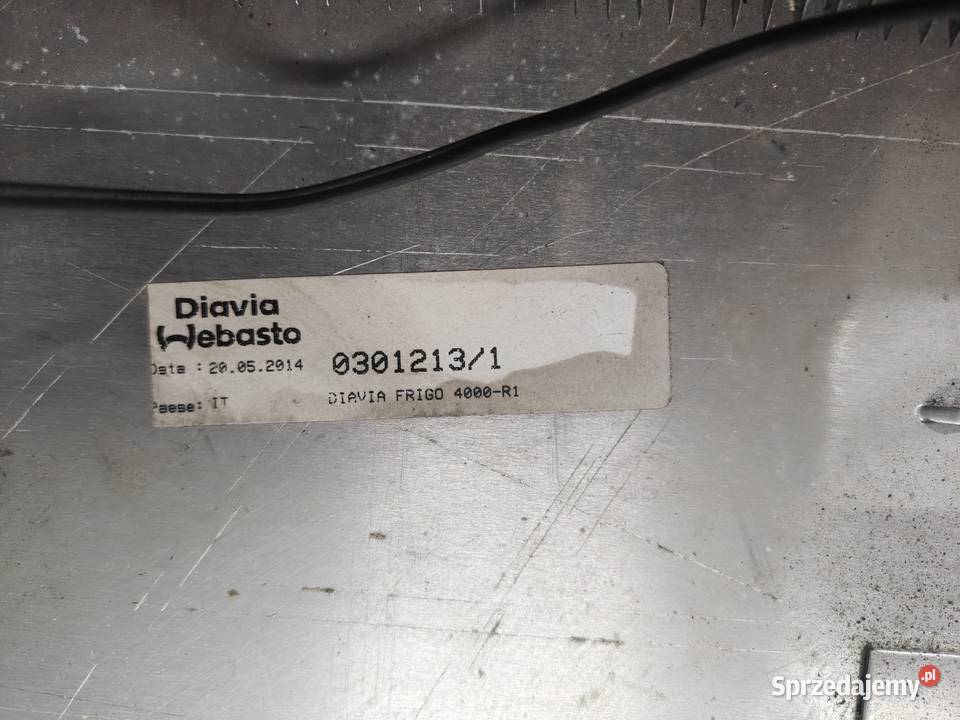 Diavia
Webasto
Data : 20.05.2014
0301213/1
Paese: IT
DIAVIA FRIGO 4000-R1
Sprzedajemy.pl